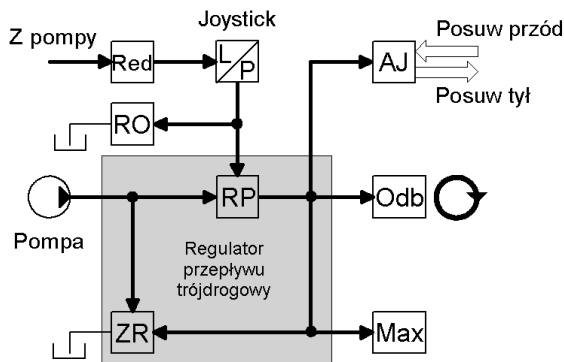 Joystick
Z pompy
Red
L/P
AJ
Posuw przód
Posuw tył
RO
RP
Odb
Pompa
Regulator
przepływu
trójdrogowy
ZR
Max